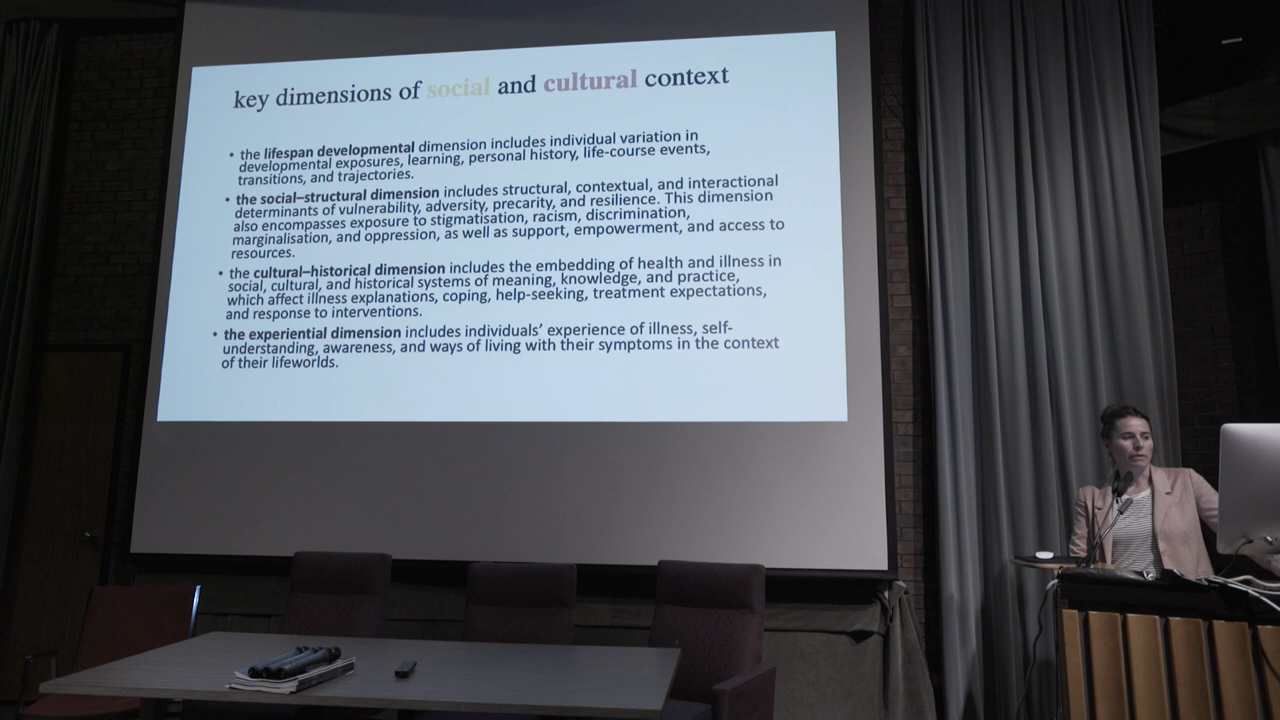 key dimensions of social and cultural context
• the lifespan developmental dimension includes individual variation in
developmental exposures, learning, personal history, life-course events,
transitions, and trajectories.
• the social–structural dimension includes structural, contextual, and interactional
determinants of vulnerability, adversity, precarity, and resilience. This dimension
also encompasses exposure to stigmatisation, racism, discrimination,
marginalisation, and oppression, as well as support, empowerment, and access to
resources.
• the cultural–historical dimension includes the embedding of health and illness in
social, cultural, and historical systems of meaning, knowledge, and practice,
which affect illness explanations, coping, help-seeking, treatment expectations,
and response to interventions.
• the experiential dimension includes individuals’ experience of illness, self-
understanding, awareness, and ways of living with their symptoms in the context
of their lifeworlds.